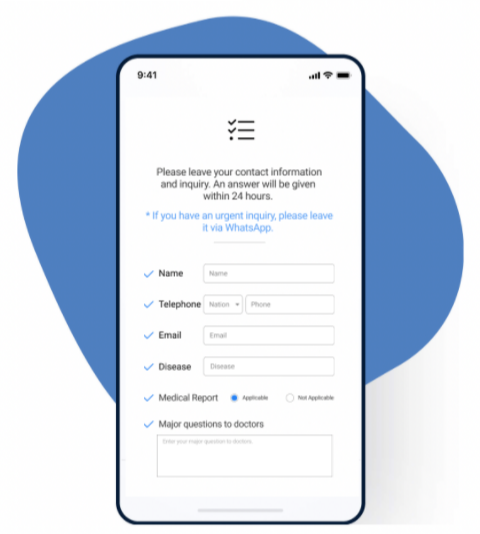 9:41
Please leave your contact information
and inquiry. An answer will be given
within 24 hours.
* If you have an urgent inquiry, please leave
it via WhatsApp.
Name Name
Telephone Nation Phone
Email Email
Disease Disease
Medical Report Applicable Not Applicable
Major questions to doctors
Enter your major question to doctors.